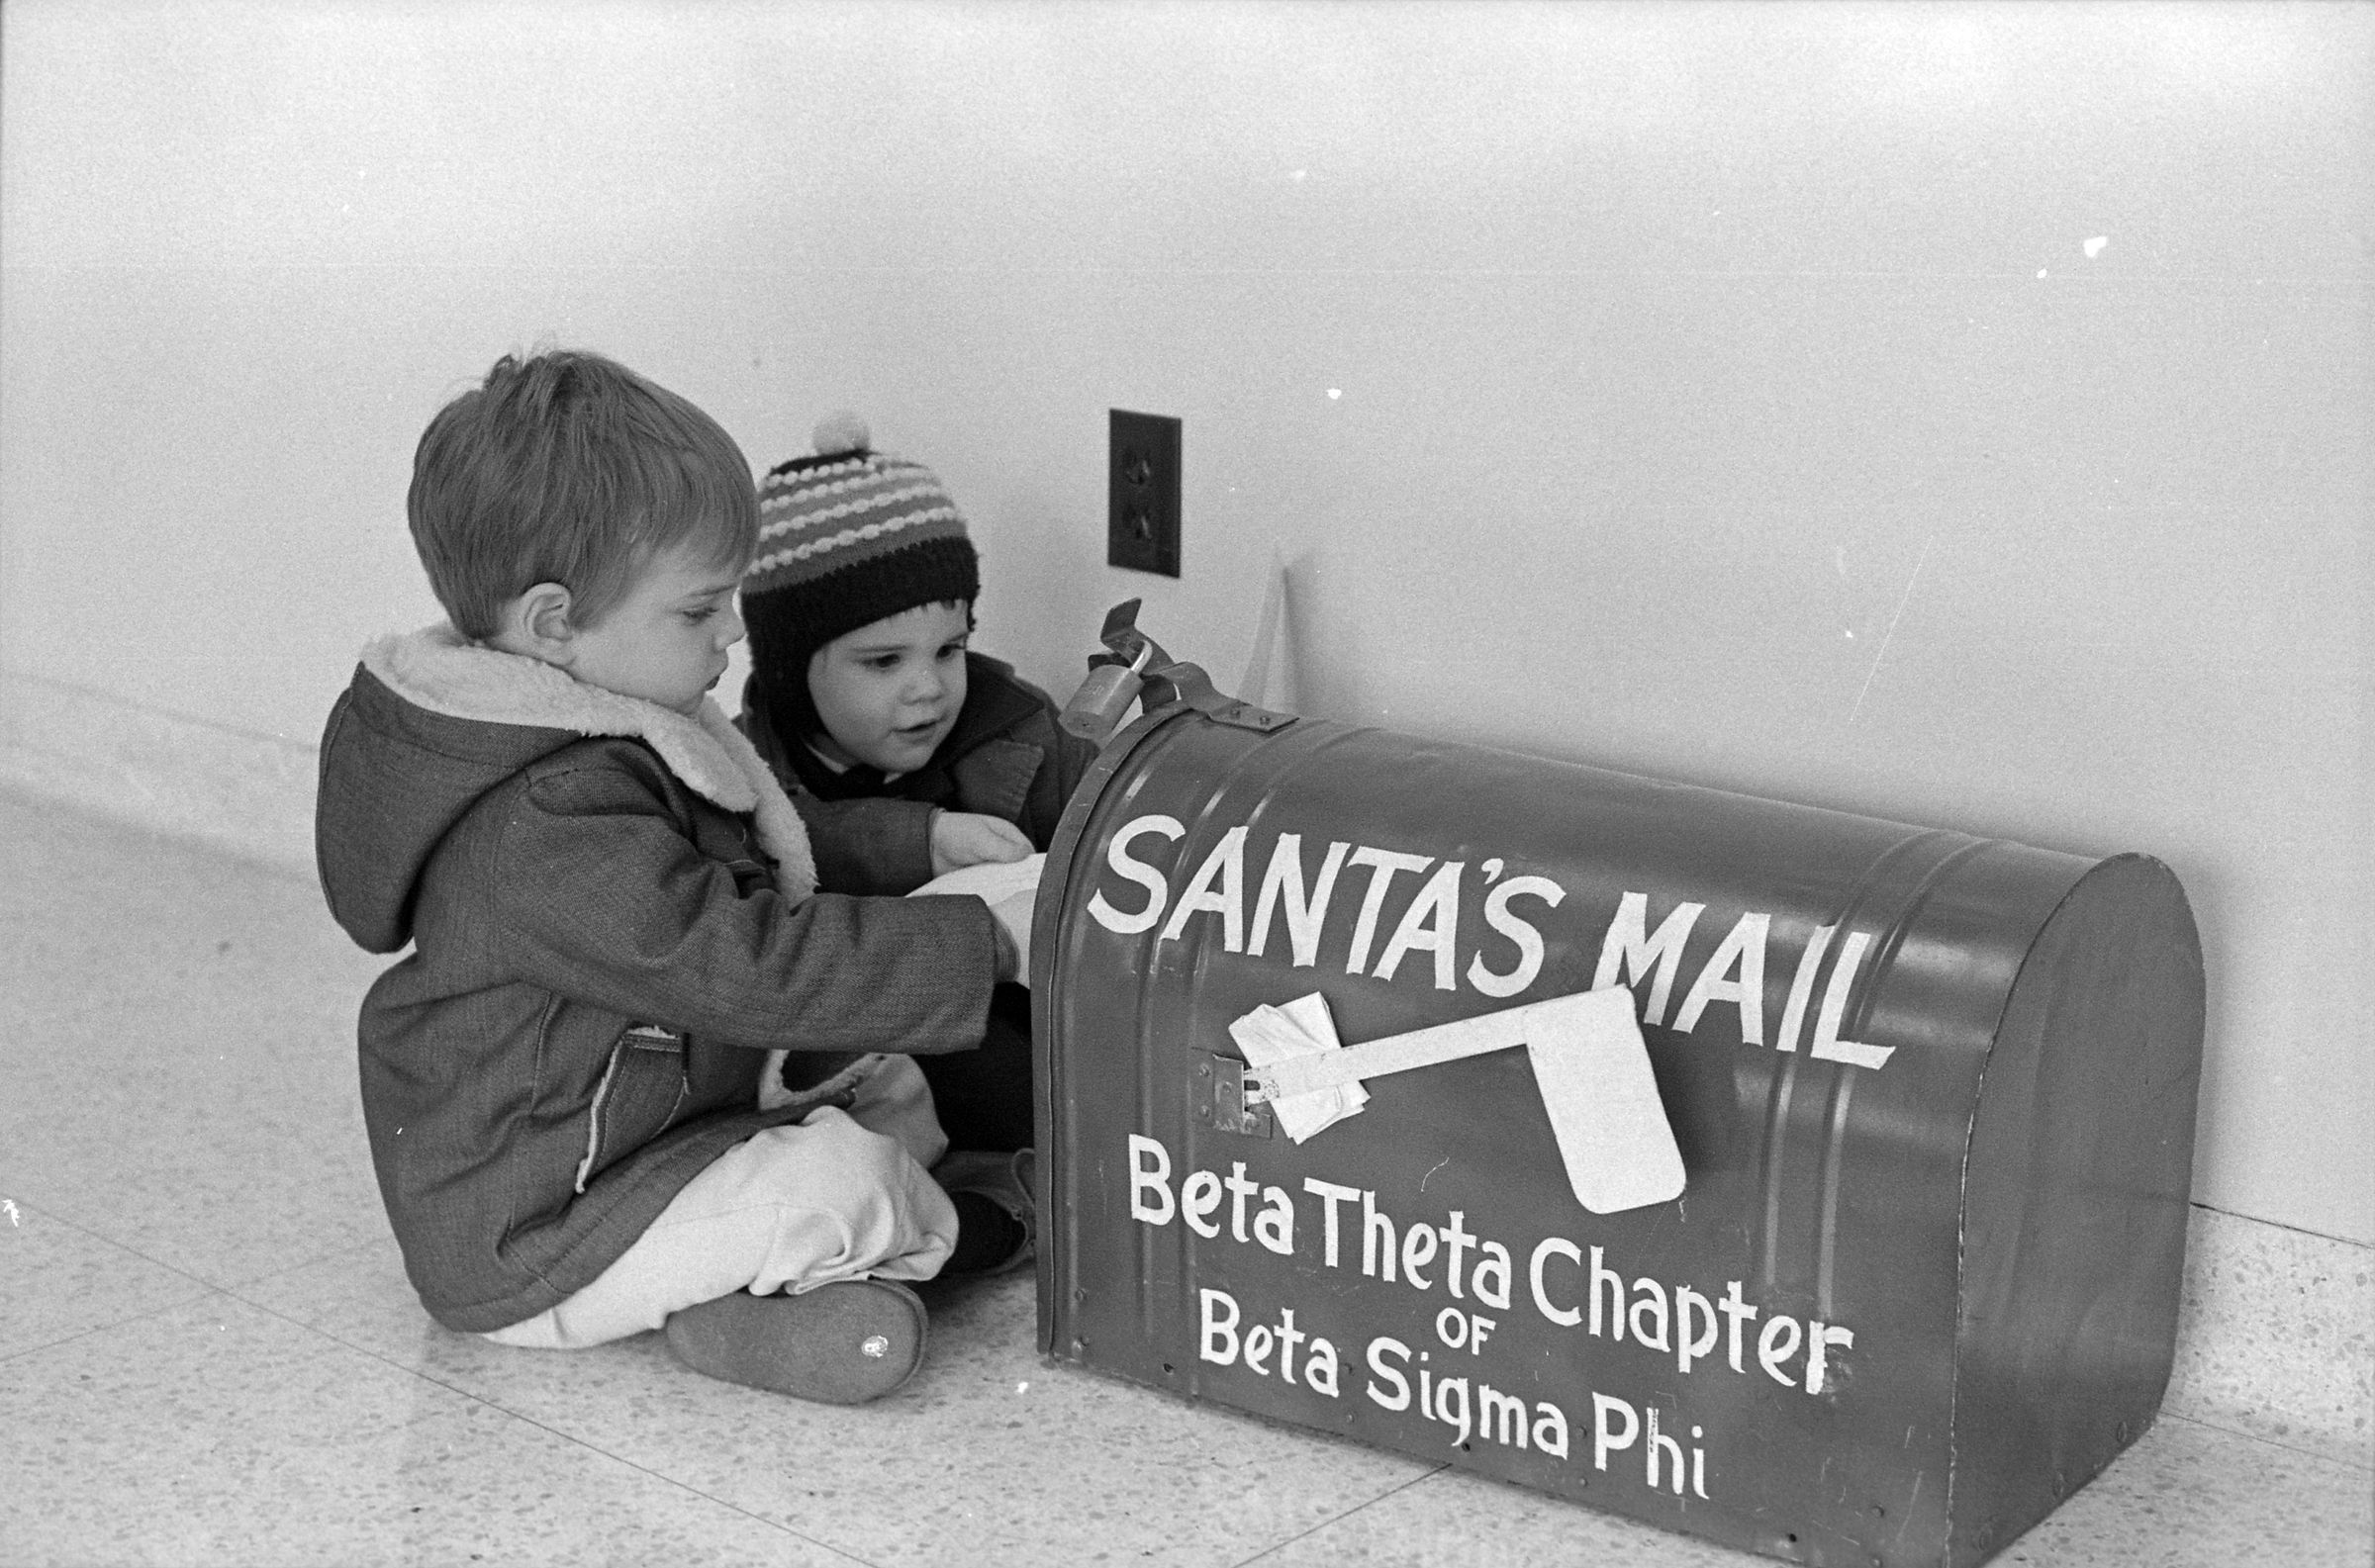 SANTA'S MAIL
Beta Theta Chapter
OF
Beta Sigma Phi